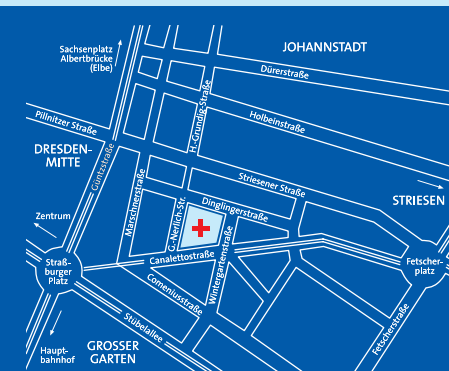 Sachsenplatz
Albertbrücke
(Elbe)
JOHANNSTADT
Dürerstraße
H.-Grundig-Straße
Holbeinstraße
Pillnitzer Straße
DRESDEN-
MITTE
Güntzstraße
Marschnerstraße
Striesener Straße
STRIESEN
G.-Nerlich-Str.
Dinglingerstraße
Zentrum
Wintergartenstraße
Canalettostraße
Straß-
burger
Platz
Fetscher-
platz
Comeniusstraße
Stübelallee
Fetscherstraße
Haupt-
bahnhof
GROSSER
GARTEN